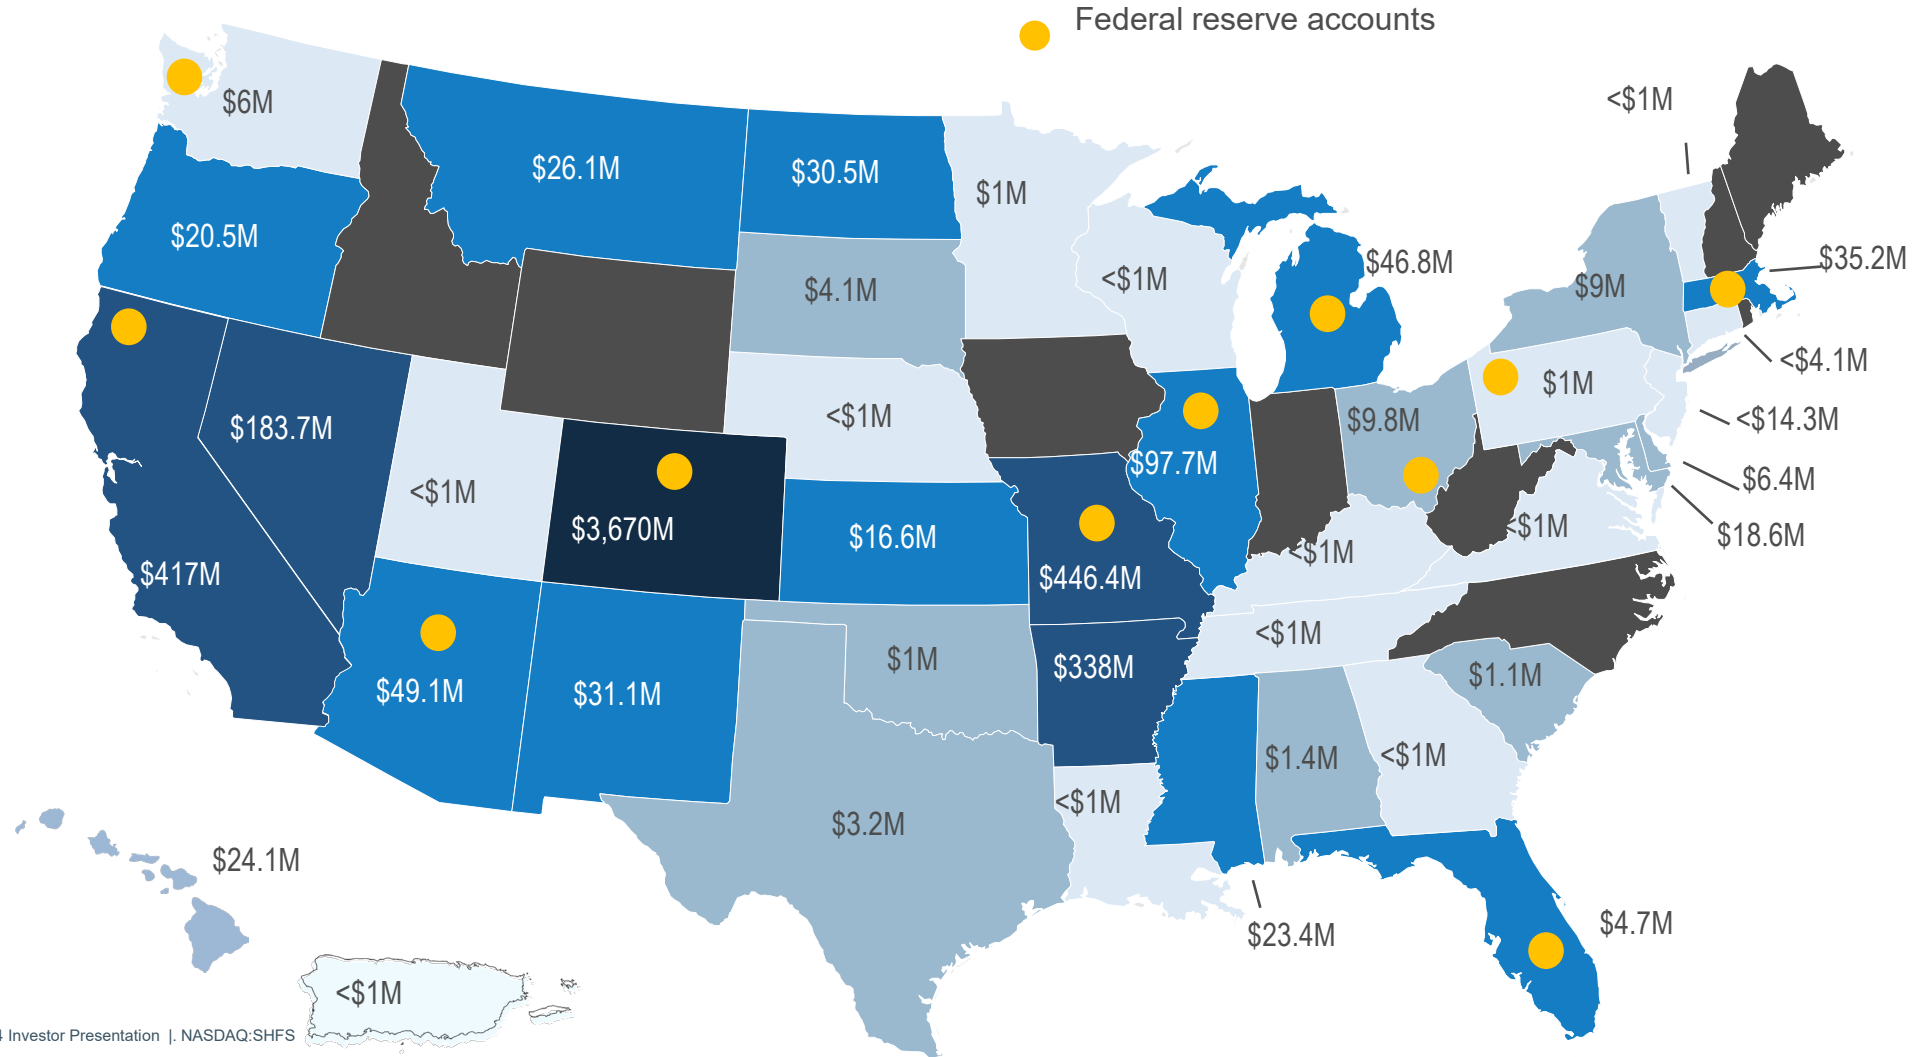 Federal reserve accounts
<$1M
$6M
$26.1M
$30.5M
$1M
$20.5M
$46.8M
$35.2M
<$1M
$4.1M
$9M
<$4.1M
$1M
$183.7M
<$1M
$9.8M
<$14.3M
$97.7M
$6.4M
<$1M
$3,670M
$16.6M
<$1M
$18.6M
<$1M
$417M
$446.4M
<$1M
$49.1M
$31.1M
$1M
$338M
$1.1M
$1.4M
<$1M
<$1M
$3.2M
$24.1M
$4.7M
$23.4M
<$1M
4 Investor Presentation |. NASDAQ:SHFS